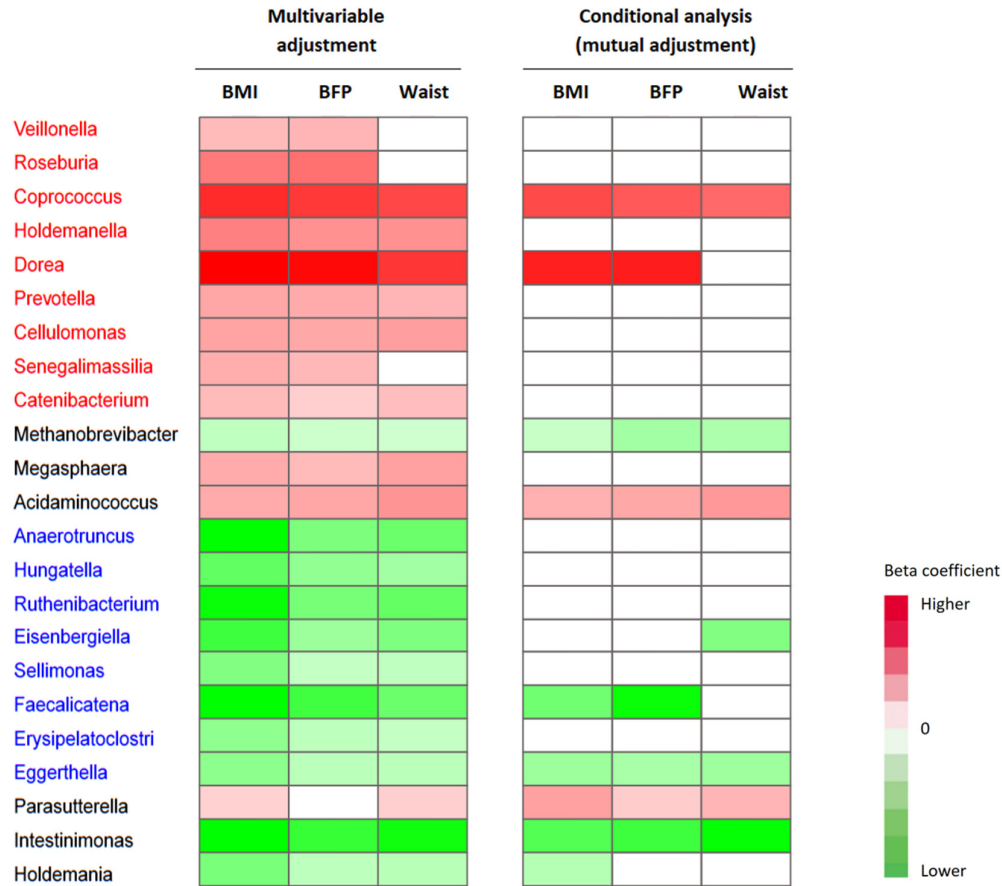 Multivariable
adjustment
Conditional analysis
(mutual adjustment)
BMI
BFP
Waist
BMI
BFP
Waist
Veillonella
Roseburia
Coprococcus
Holdemanella
Dorea
Prevotella
Cellulomonas
Senegalimassilia
Catenibacterium
Methanobrevibacter
Megasphaera
Acidaminococcus
Anaerotruncus
Hungatella
Ruthenibacterium
Eisenbergiella
Sellimonas
Faecalicatena
Erysipelatoclostri
Eggerthella
Parasutterella
Intestinimonas
Holdemania
Beta coefficient
Higher
0
Lower